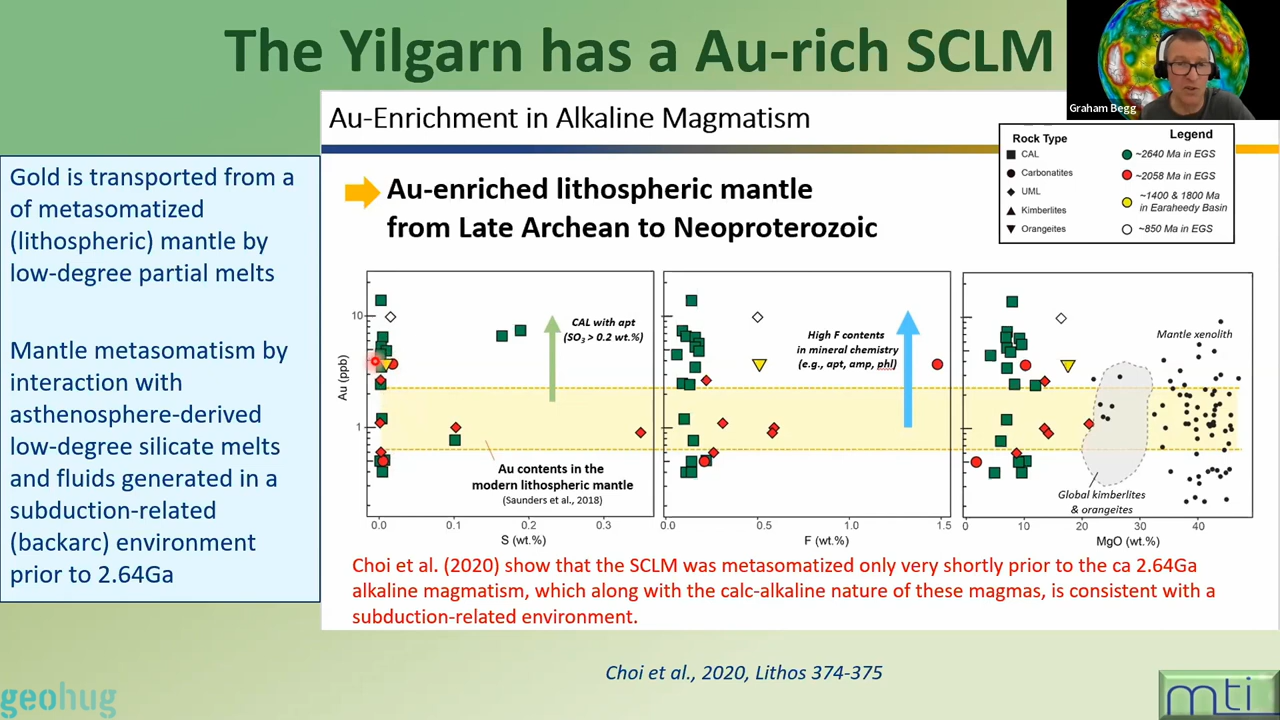 The Yilgarn has a Au-rich SCLM
Graham Begg
Gold is transported from a
of metasomatized
(lithospheric) mantle by
low-degree partial melts
Mantle metasomatism by
interaction with
asthenosphere-derived
low-degree silicate melts
and fluids generated in a
subduction-related
(backarc) environment
prior to 2.64Ga
Au-Enrichment in Alkaline Magmatism
Au-enriched lithospheric mantle
from Late Archean to Neoproterozoic
Rock Type
CAL
Carbonatites
UML
Kimberlites
Orangeites
Legend
~2640 Ma in EGS
~2058 Ma in EGS
~1400 & 1800 Ma
in Earaheedy Basin
~850 Ma in EGS
Au (ppb)
10
1
CAL with apt
(SO₃ > 0.2 wt.%)
Au contents in the
modern lithospheric mantle
(Saunders et al., 2018)
0.0 0.1 0.2 0.3
S (wt.%)
High F contents
in mineral chemistry
(e.g., apt, amp, phl)
0.0 0.5 1.0 1.5
F (wt.%)
Mantle xenolith
Global kimberlites
& orangeites
0 10 20 30 40
MgO (wt.%)
Choi et al. (2020) show that the SCLM was metasomatized only very shortly prior to the ca 2.64Ga
alkaline magmatism, which along with the calc-alkaline nature of these magmas, is consistent with a
subduction-related environment.
Choi et al., 2020, Lithos 374-375
geohug
mti